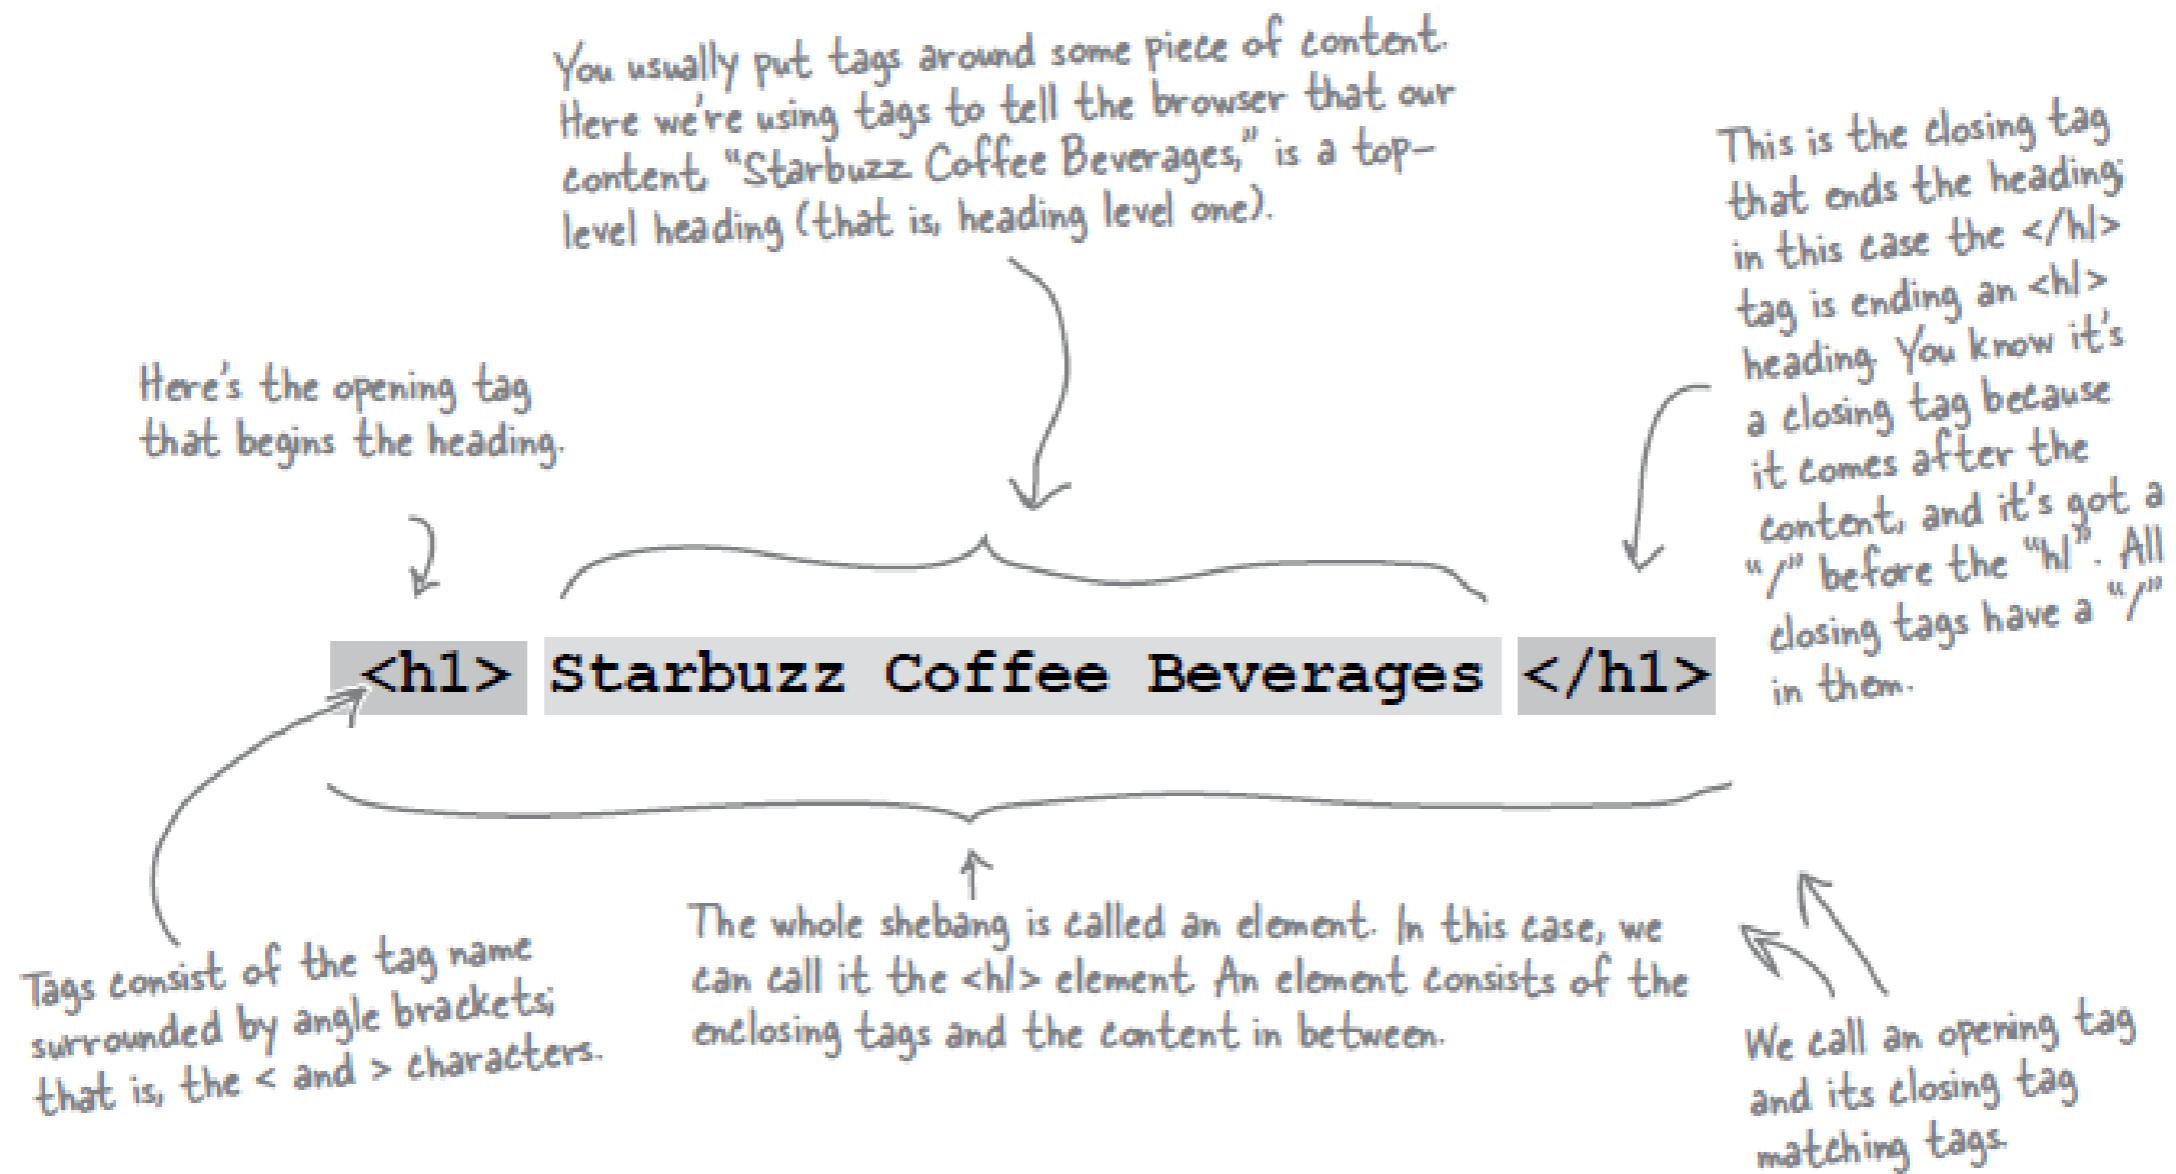 You usually put tags around some piece of content.
Here we're using tags to tell the browser that our
content, "Starbuzz Coffee Beverages," is a top-
level heading (that is, heading level one).
This is the closing tag
that ends the heading;
in this case the </h1>
tag is ending an <h1>
heading. You know it's
a closing tag because
it comes after the
content, and it's got a
"/" before the "h1". All
closing tags have a "/"
in them.
Here's the opening tag
that begins the heading.
<h1> Starbuzz Coffee Beverages </h1>
Tags consist of the tag name
surrounded by angle brackets;
that is, the < and > characters.
The whole shebang is called an element. In this case, we
can call it the <h1> element. An element consists of the
enclosing tags and the content in between.
We call an opening tag
and its closing tag
matching tags.